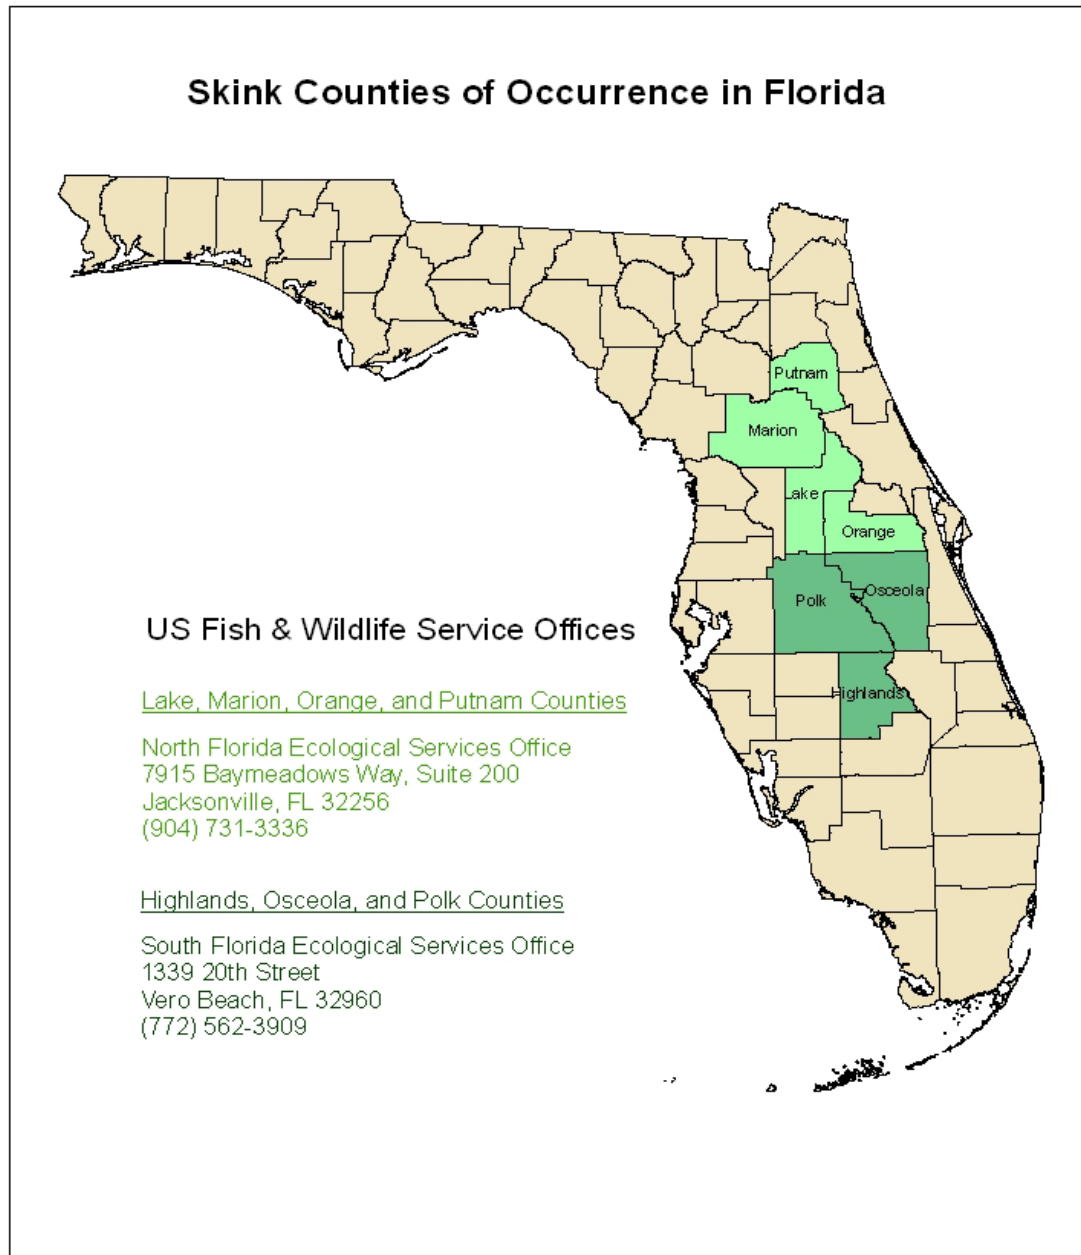 Skink Counties of Occurrence in Florida
Putnam
Marion
Lake
Orange
Osceola
Polk
Highlands
US Fish & Wildlife Service Offices
Lake, Marion, Orange, and Putnam Counties
North Florida Ecological Services Office
7915 Baymeadows Way, Suite 200
Jacksonville, FL 32256
(904) 731-3336
Highlands, Osceola, and Polk Counties
South Florida Ecological Services Office
1339 20th Street
Vero Beach, FL 32960
(772) 562-3909